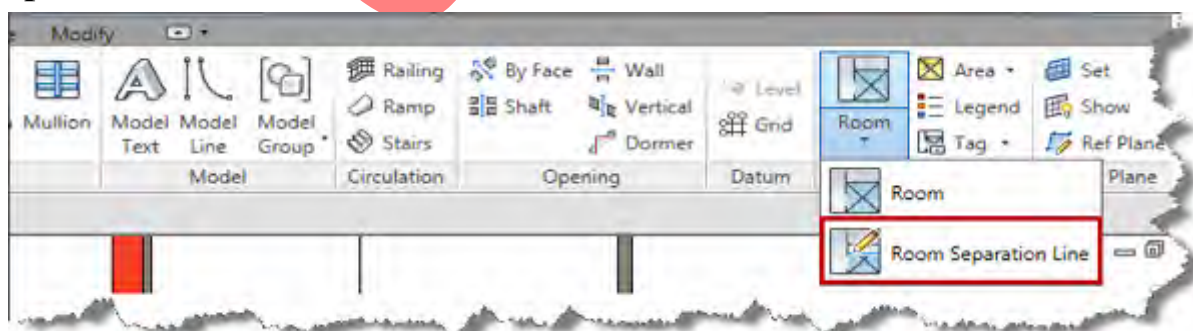 Modify
Railing By Face Wall Area Set
Ramp Shaft Vertical Level Legend Show
Mullion Model Text Model Line Model Group Stairs Dormer Grid Room Tag Ref Plane
Model Circulation Opening Datum Plane
Room
Room Separation Line